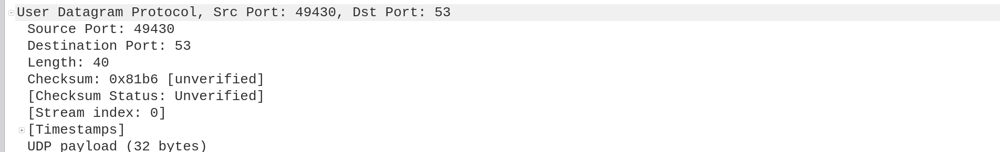 User Datagram Protocol, Src Port: 49430, Dst Port: 53
Source Port: 49430
Destination Port: 53
Length: 40
Checksum: 0x81b6 [unverified]
[Checksum Status: Unverified]
[Stream index: 0]
[Timestamps]
UDP payload (32 bytes)